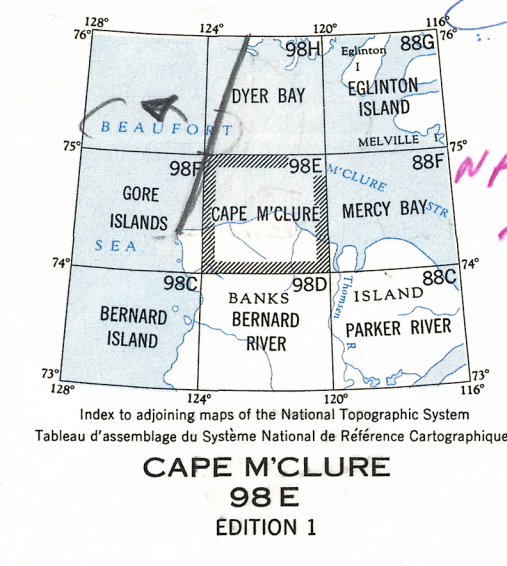 128° 124° 120° 116°
76° 76°
98H 88G
Eglinton
I
DYER BAY EGLINTON
ISLAND
BEAUFORT
MELVILLE I
75° 75°
98F 98E 88F
M'CLURE
GORE
ISLANDS CAPE M'CLURE MERCY BAY STR
SEA
74° 74°
98C 98D 88C
BANKS ISLAND
Thomsen R.
BERNARD
ISLAND BERNARD
RIVER PARKER RIVER
73° 73°
128° 124° 120° 116°
Index to adjoining maps of the National Topographic System
Tableau d'assemblage du Système National de Référence Cartographique
CAPE M'CLURE
98 E
EDITION 1